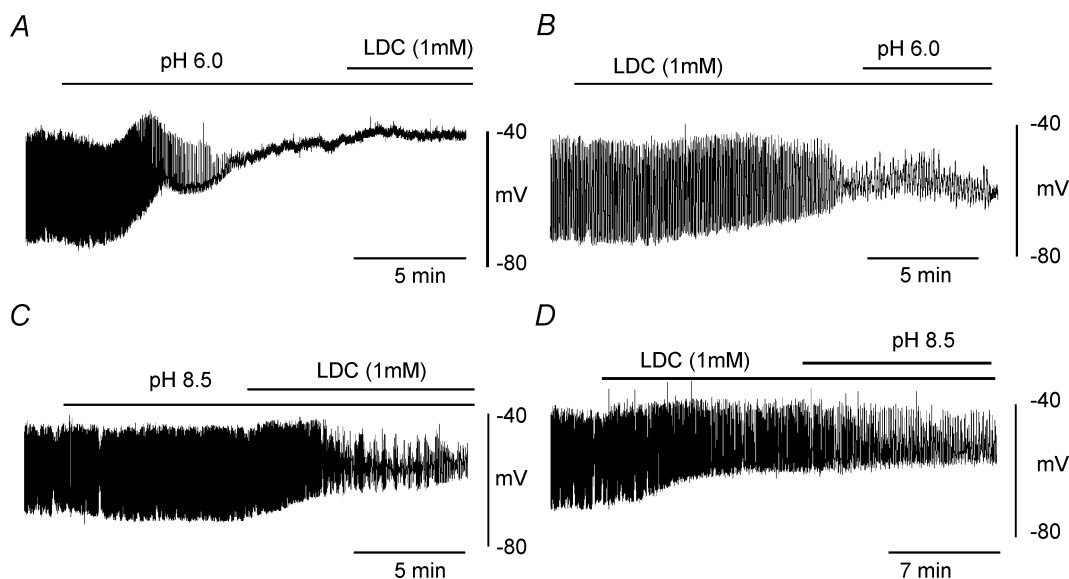 A
LDC (1mM)
pH 6.0
-40
mV
-80
5 min
B
pH 6.0
LDC (1mM)
-40
mV
-80
5 min
C
LDC (1mM)
pH 8.5
-40
mV
-80
5 min
D
pH 8.5
LDC (1mM)
-40
mV
-80
7 min